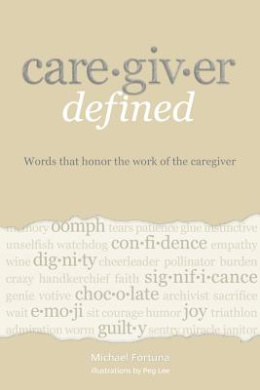 care•giv•er
defined
Words that honor the work of the caregiver
memory oomph tears patience glue instinctive
unselfish watchdog con•fi•dence empathy
wine dig•ni•ty cheerleader pollinator burden
crazy handkerchief faith sig•nif•i•cance
genie votive choc•o•late archivist sacrifice
wait e•mo•ji sit courage humor joy triathlon
admiration worm guilt•y sentry miracle janitor
Michael Fortuna
illustrations by Peg Lee